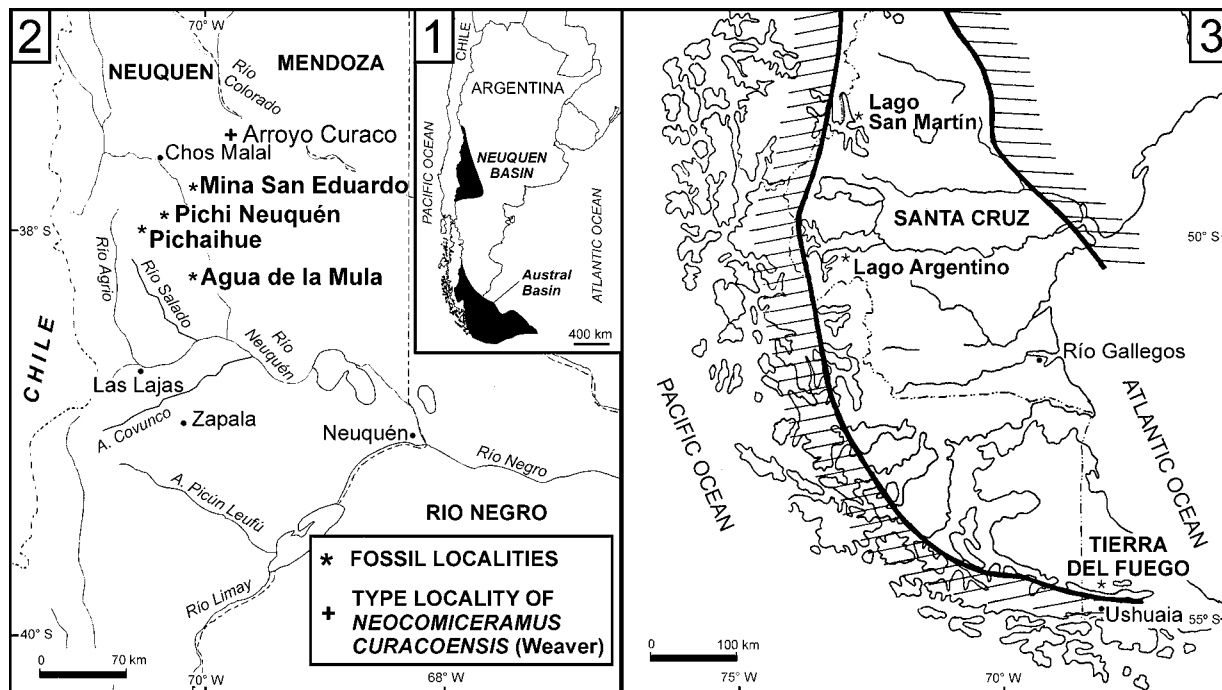 2
70° W
NEUQUEN
MENDOZA
Río
Colorado
+ Arroyo Curaco
Chos Malal
* Mina San Eduardo
* Pichi Neuquén
* Pichaihue
38° S
* Agua de la Mula
Río Agrio
Río Salado
Río
Neuquén
CHILE
Las Lajas
A. Covunco
Zapala
Neuquén
Río Negro
A. Picún Leufú
RIO NEGRO
Río Limay
40° S
0 70 km
70° W
68° W
* FOSSIL LOCALITIES
+ TYPE LOCALITY OF
NEOCOMICERAMUS
CURACOENSIS (Weaver)
1
CHILE
ARGENTINA
PACIFIC OCEAN
NEUQUEN
BASIN
ATLANTIC OCEAN
Austral
Basin
400 km
3
* Lago
San Martín
SANTA CRUZ
50° S
* Lago Argentino
Río Gallegos
PACIFIC OCEAN
ATLANTIC OCEAN
TIERRA
DEL FUEGO
*
Ushuaia
55° S
0 100 km
75° W
70° W